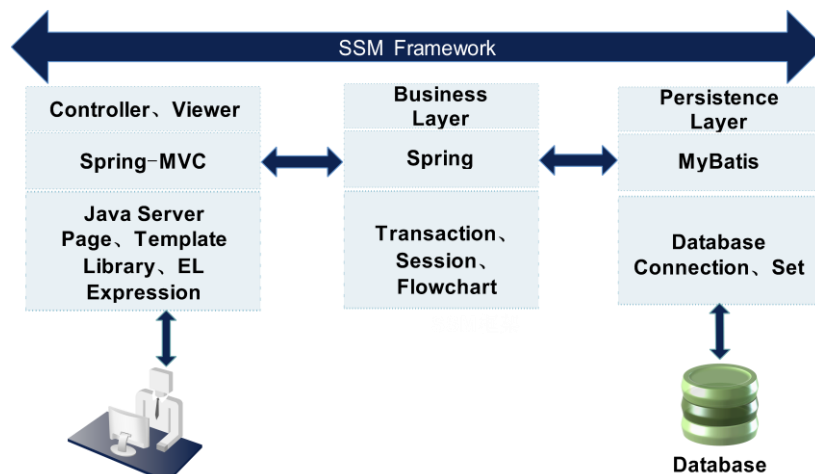 SSM Framework
Controller、Viewer
Spring-MVC
Java Server
Page、Template
Library、EL
Expression
Business
Layer
Spring
Transaction、
Session、
Flowchart
Persistence
Layer
MyBatis
Database
Connection、Set
Database